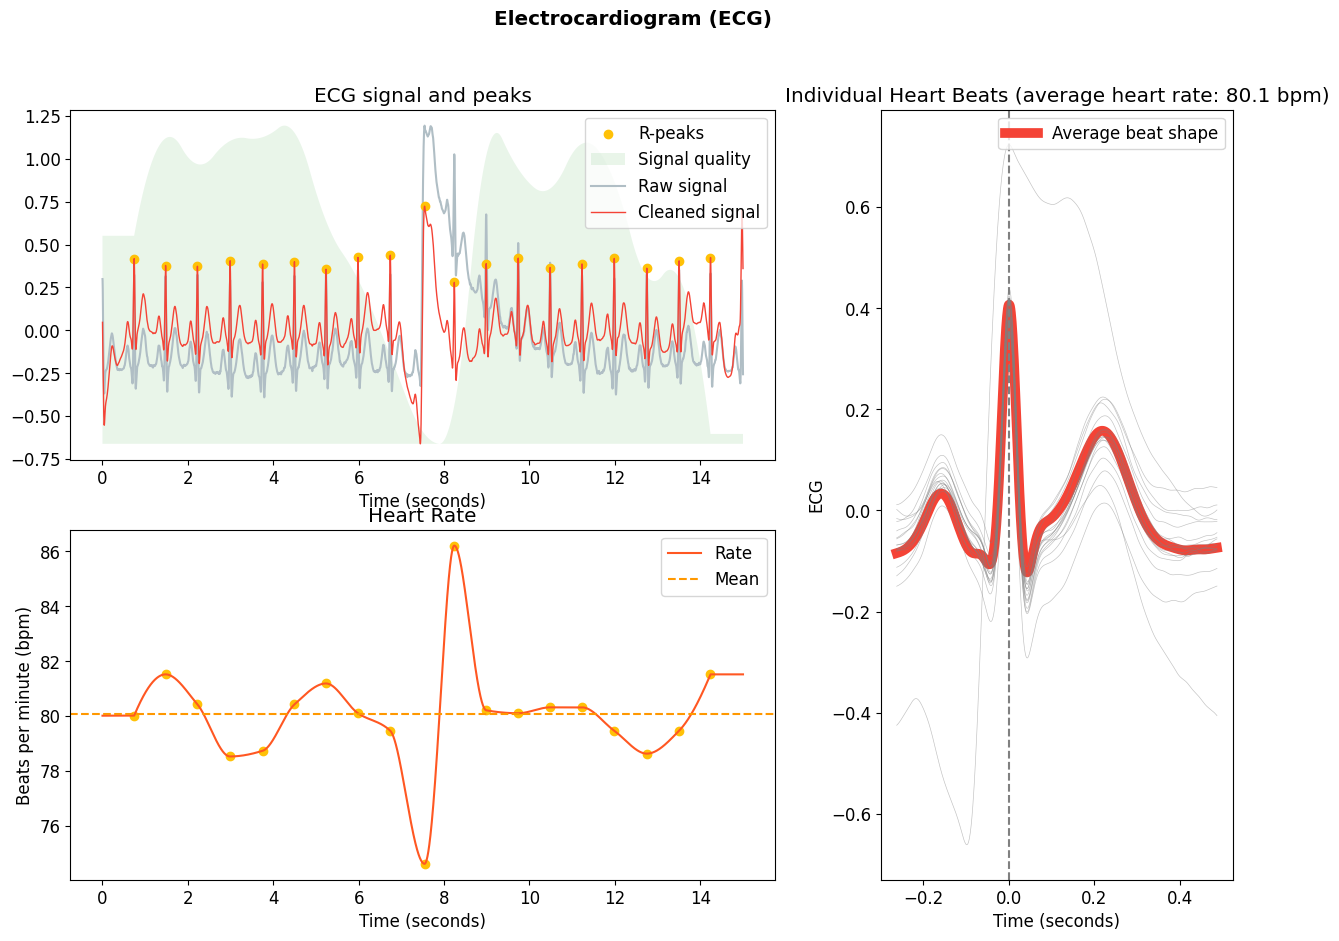 Electrocardiogram (ECG)
ECG signal and peaks
1.25
1.00
0.75
0.50
0.25
0.00
−0.25
−0.50
−0.75
R-peaks
Signal quality
Raw signal
Cleaned signal
0 2 4 6 8 10 12 14
Time (seconds)
Heart Rate
86
84
82
80
78
76
Beats per minute (bpm)
Rate
Mean
0 2 4 6 8 10 12 14
Time (seconds)
Individual Heart Beats (average heart rate: 80.1 bpm)
Average beat shape
0.6
0.4
0.2
0.0
−0.2
−0.4
−0.6
ECG
−0.2 0.0 0.2 0.4
Time (seconds)